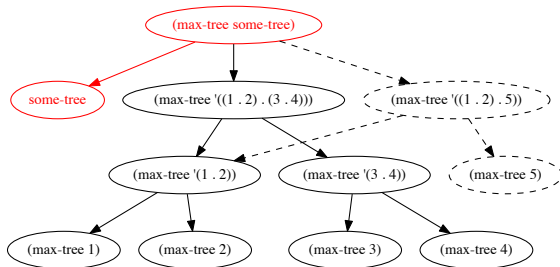 (max-tree some-tree)
some-tree
(max-tree '((1 . 2) . (3 . 4)))
(max-tree '((1 . 2) . 5))
(max-tree '(1 . 2))
(max-tree '(3 . 4))
(max-tree 5)
(max-tree 1)
(max-tree 2)
(max-tree 3)
(max-tree 4)